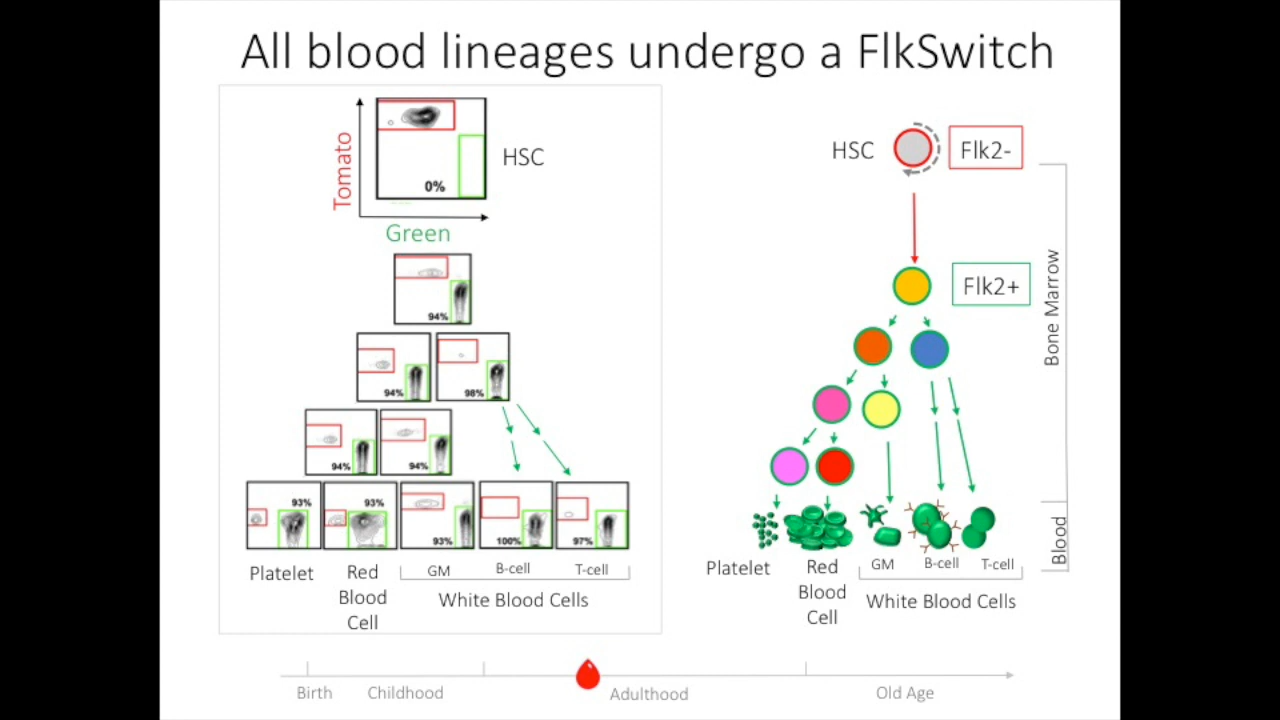 All blood lineages undergo a FlkSwitch
Tomato
0%
HSC
Green
94%
94%
98%
94%
94%
93%
93%
93%
100%
97%
Platelet
Red
Blood
Cell
GM
B-cell
T-cell
White Blood Cells
HSC
Flk2-
Flk2+
Bone Marrow
Blood
Platelet
Red
Blood
Cell
GM
B-cell
T-cell
White Blood Cells
Birth
Childhood
Adulthood
Old Age